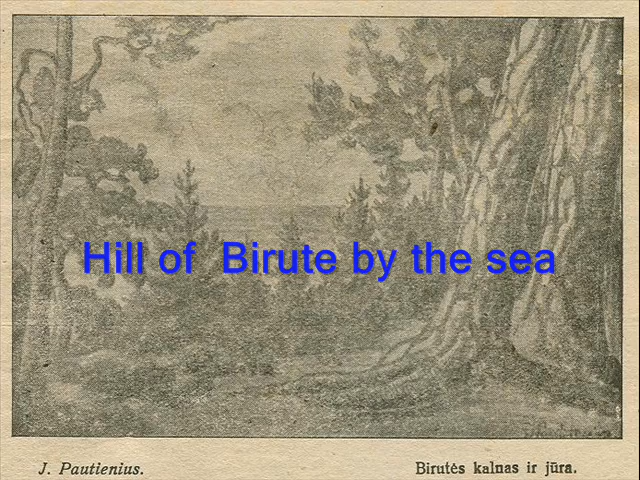 Hill of  Birute by the sea
J. Pautienius.
Birutės kalnas ir jūra.